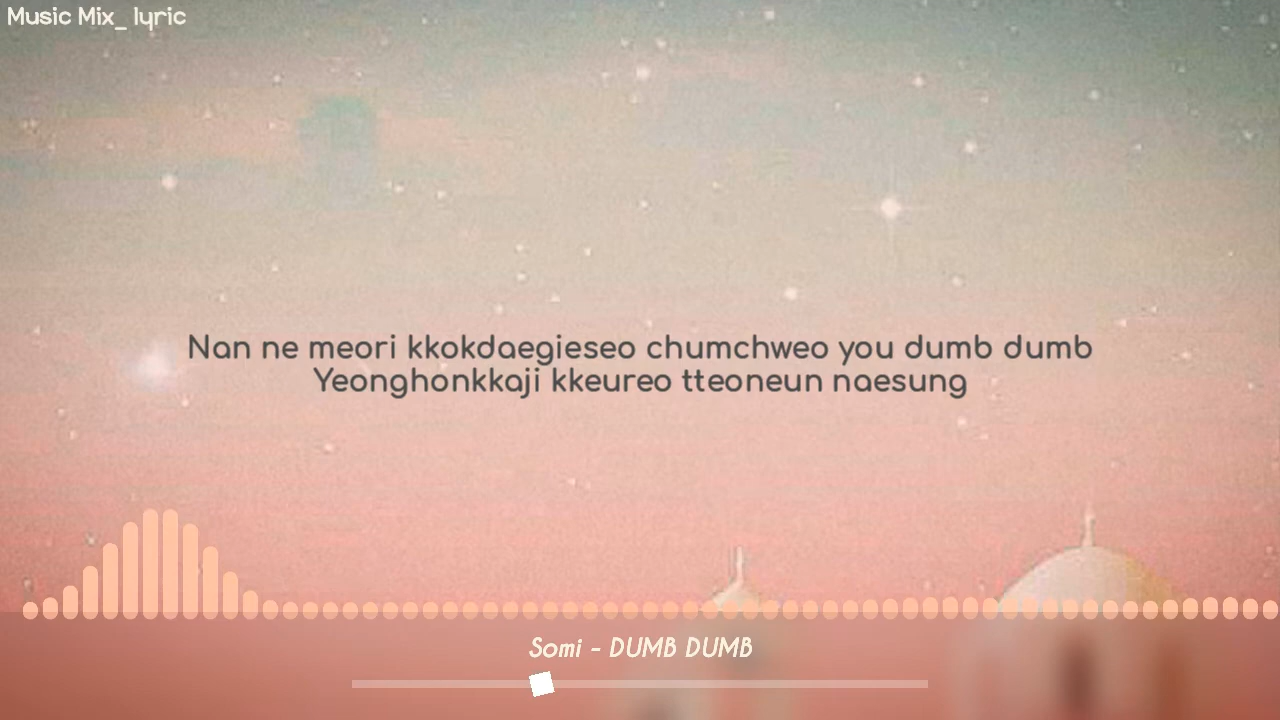 Music Mix_ lyric
Nan ne meori kkokdaegieseo chumchweo you dumb dumb
Yeonghonkkaji kkeureo tteoneun naesung
Somi - DUMB DUMB